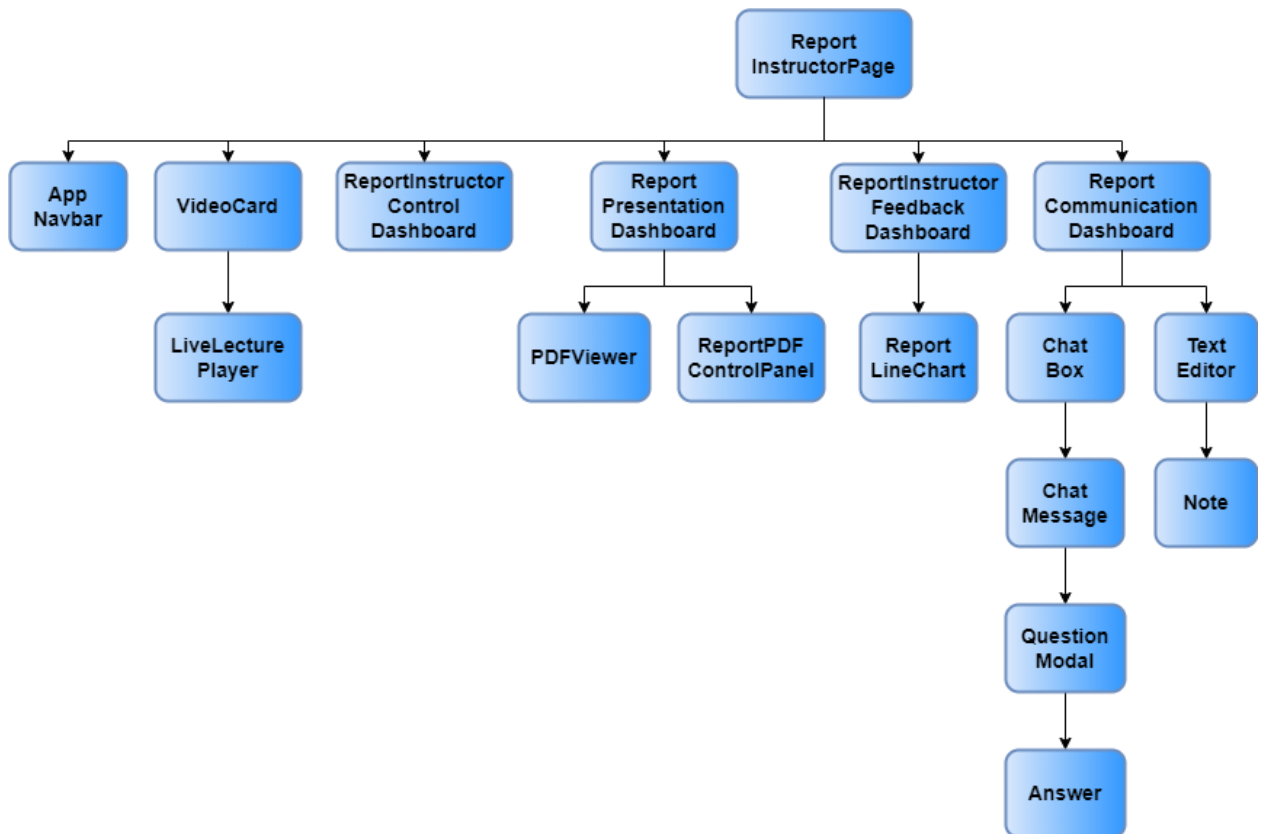 Report
InstructorPage
App
Navbar
VideoCard
ReportInstructor
Control
Dashboard
Report
Presentation
Dashboard
ReportInstructor
Feedback
Dashboard
Report
Communication
Dashboard
LiveLecture
Player
PDFViewer
ReportPDF
ControlPanel
Report
LineChart
Chat
Box
Text
Editor
Chat
Message
Note
Question
Modal
Answer